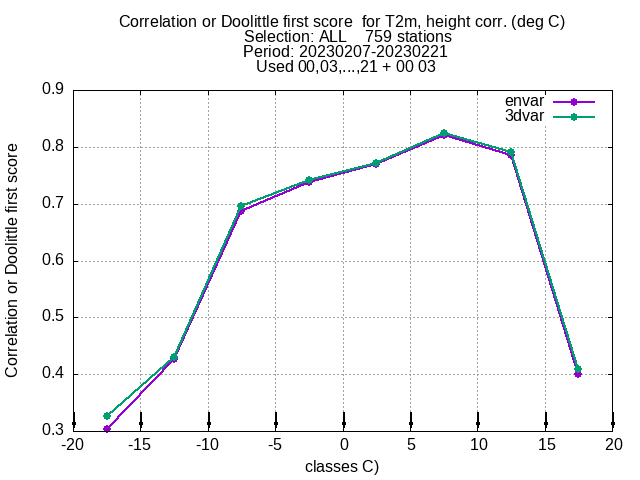 Correlation or Doolittle first score  for T2m, height corr. (deg C)
Selection: ALL    759 stations
Period: 20230207-20230221
Used 00,03,...,21 + 00 03
envar
3dvar
0.9
0.8
0.7
0.6
0.5
0.4
0.3
Correlation or Doolittle first score
-20 -15 -10 -5 0 5 10 15 20
classes C)